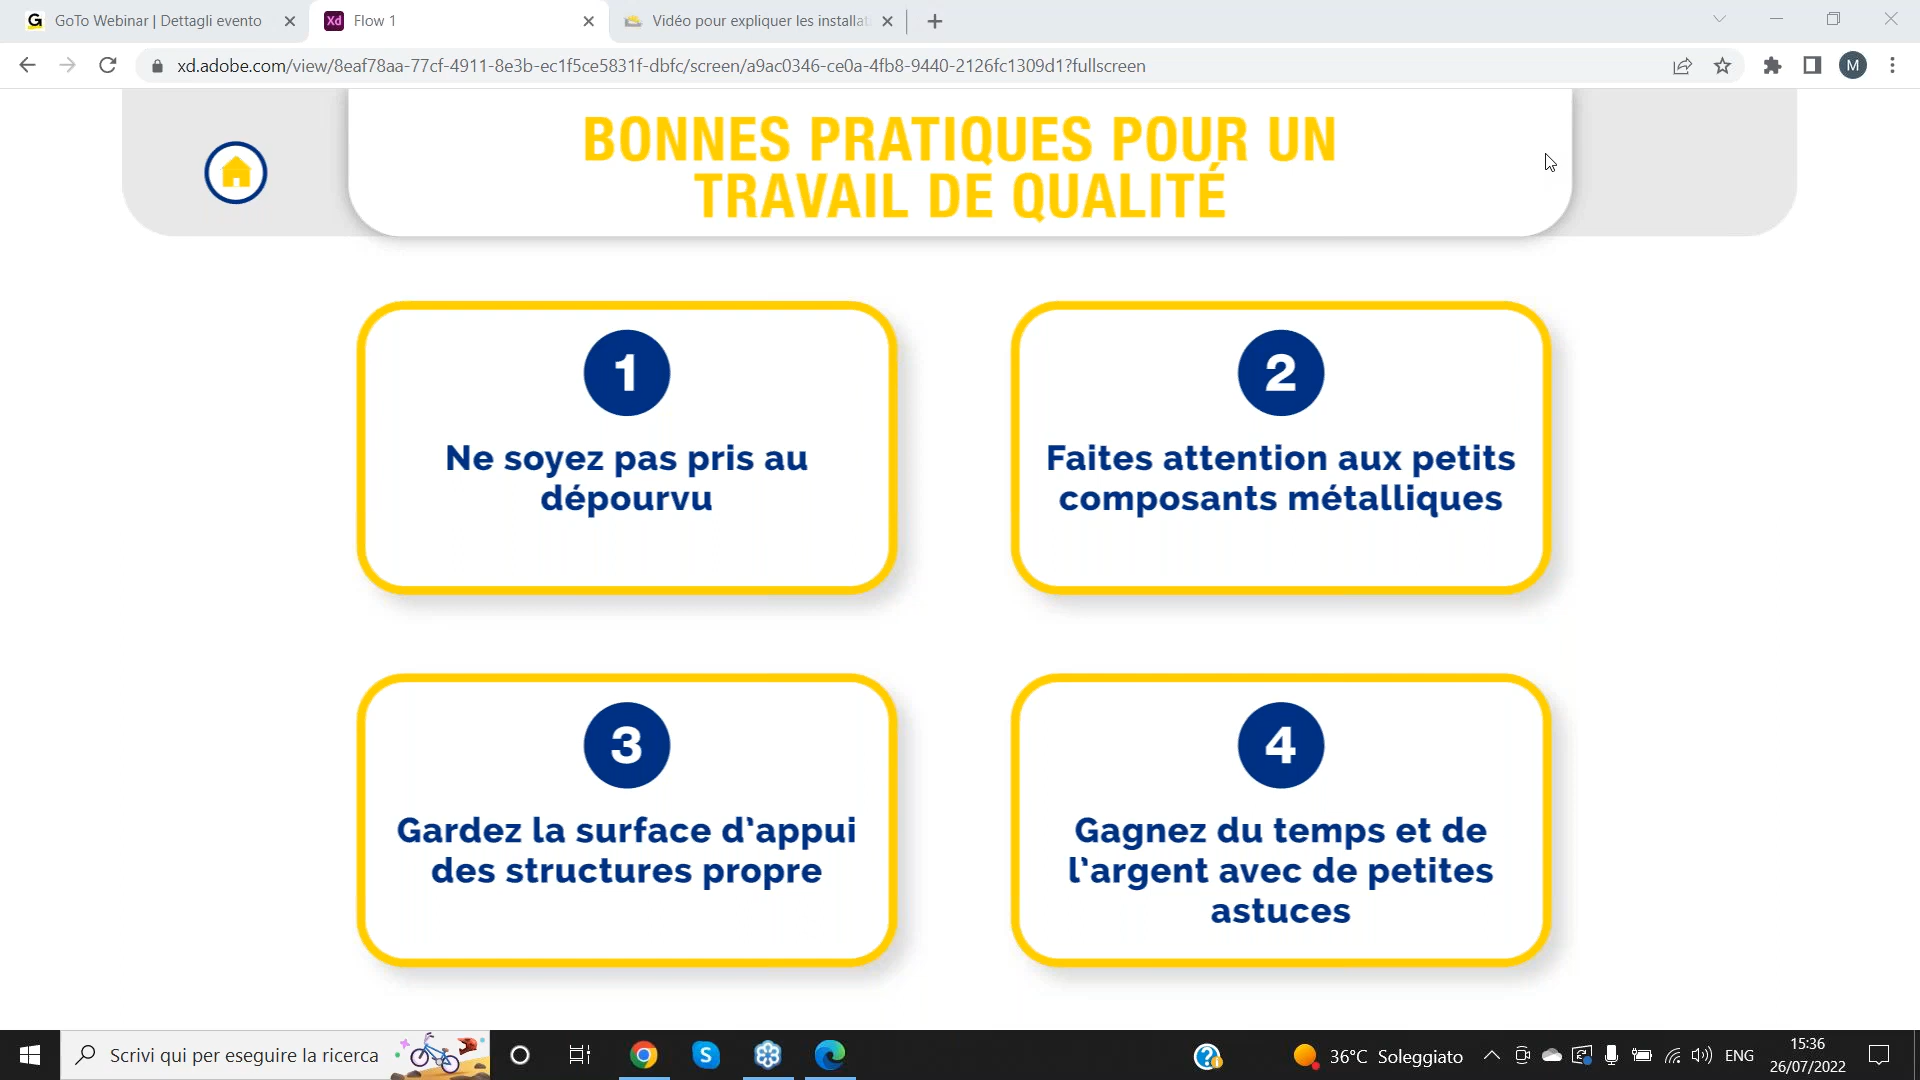 GoTo Webinar | Dettagli evento
Xd Flow 1
Vidéo pour expliquer les installat
xd.adobe.com/view/8eaf78aa-77cf-4911-8e3b-ec1f5ce5831f-dbfc/screen/a9ac0346-ce0a-4fb8-9440-2126fc1309d1?fullscreen
M
BONNES PRATIQUES POUR UN
TRAVAIL DE QUALITÉ
1
Ne soyez pas pris au
dépourvu
2
Faites attention aux petits
composants métalliques
3
Gardez la surface d’appui
des structures propre
4
Gagnez du temps et de
l’argent avec de petites
astuces
Scrivi qui per eseguire la ricerca
36°C Soleggiato
ENG
15:36
26/07/2022